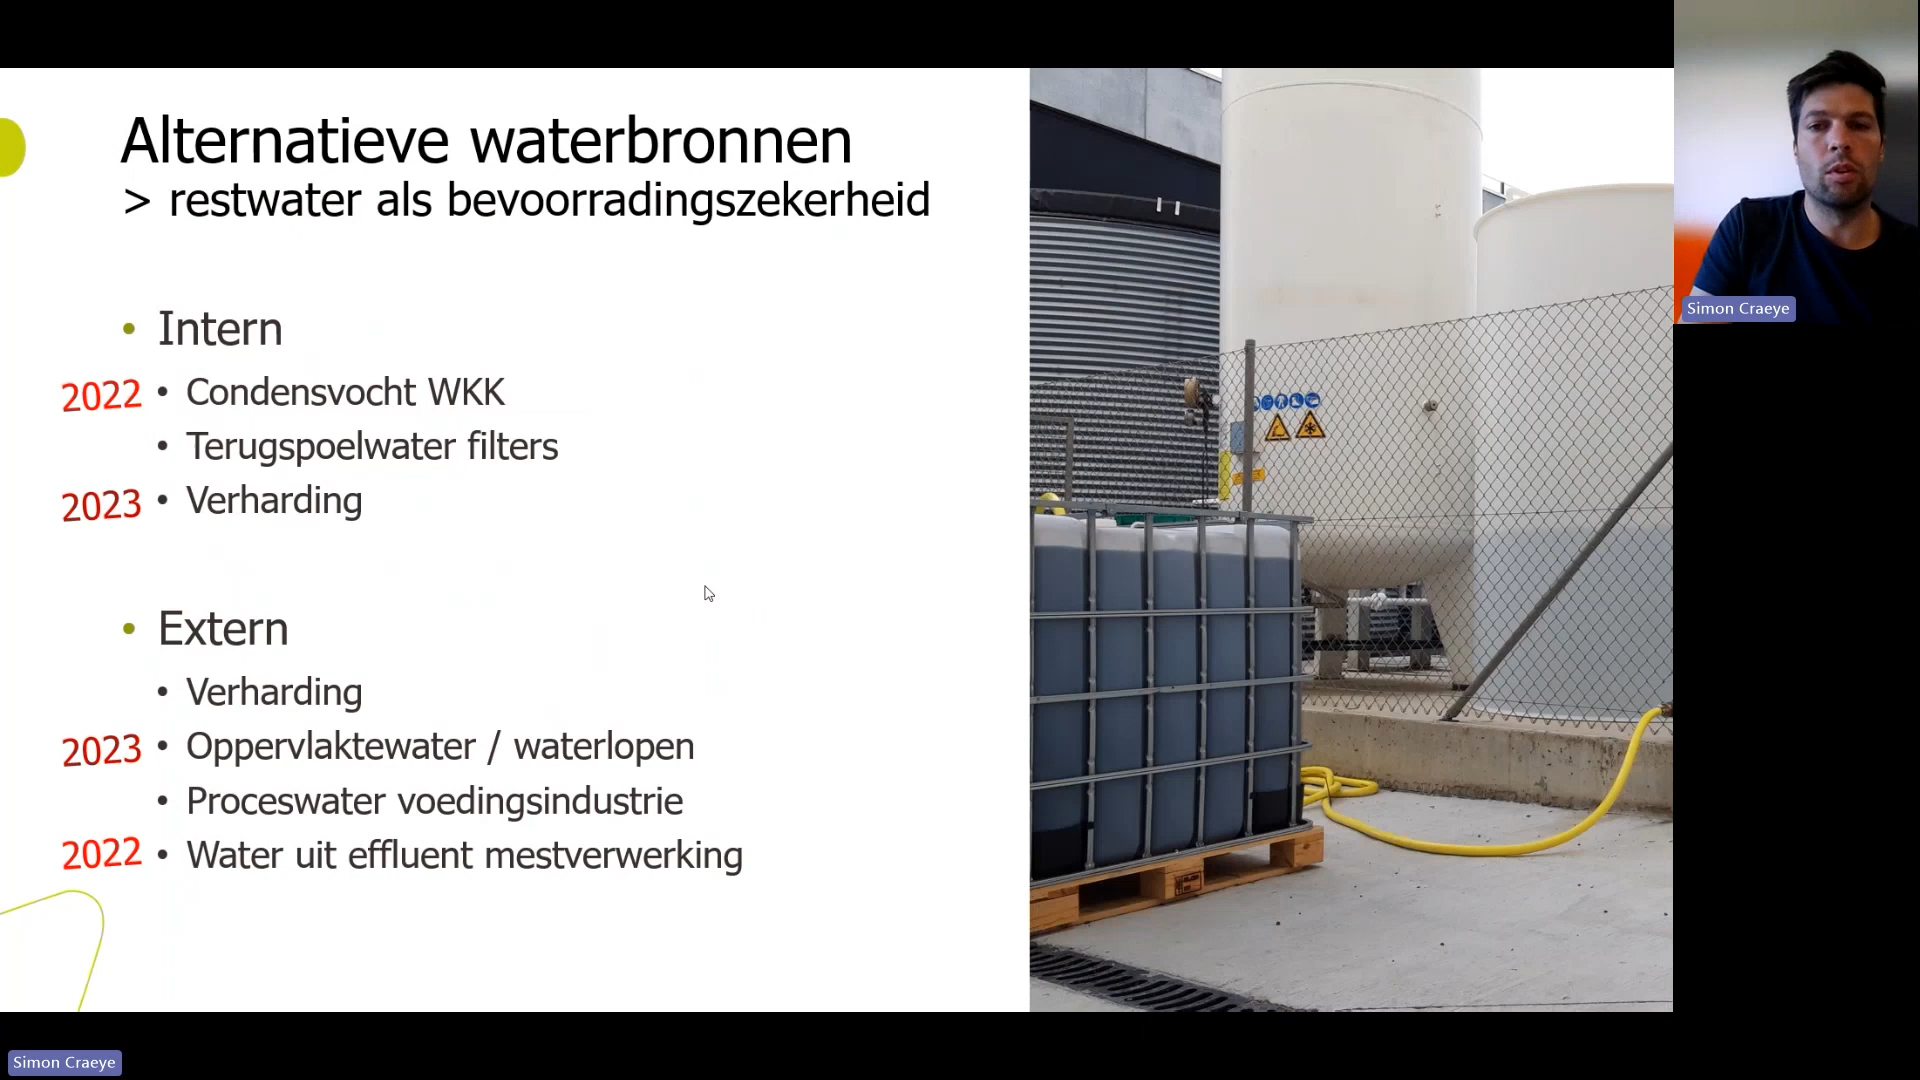 Alternatieve waterbronnen
> restwater als bevoorradingszekerheid
• Intern
2022 • Condensvocht WKK
• Terugspoelwater filters
2023 • Verharding
• Extern
• Verharding
2023 • Oppervlaktewater / waterlopen
• Proceswater voedingsindustrie
2022 • Water uit effluent mestverwerking
Simon Craeye
Simon Craeye